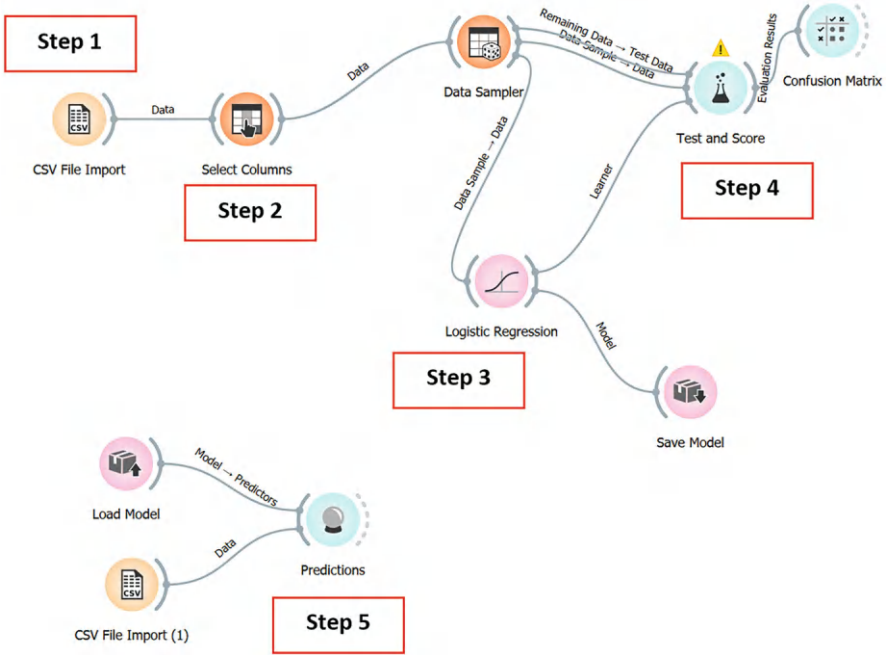 Step 1
CSV
CSV File Import
Data
Select Columns
Step 2
Data
Data Sampler
Remaining Data → Test Data
Data Sample → Data
Data Sample → Data
Test and Score
Step 4
Evaluation Results
Confusion Matrix
Learner
Logistic Regression
Step 3
Model
Save Model
Load Model
Model → Predictors
CSV
CSV File Import (1)
Data
Predictions
Step 5